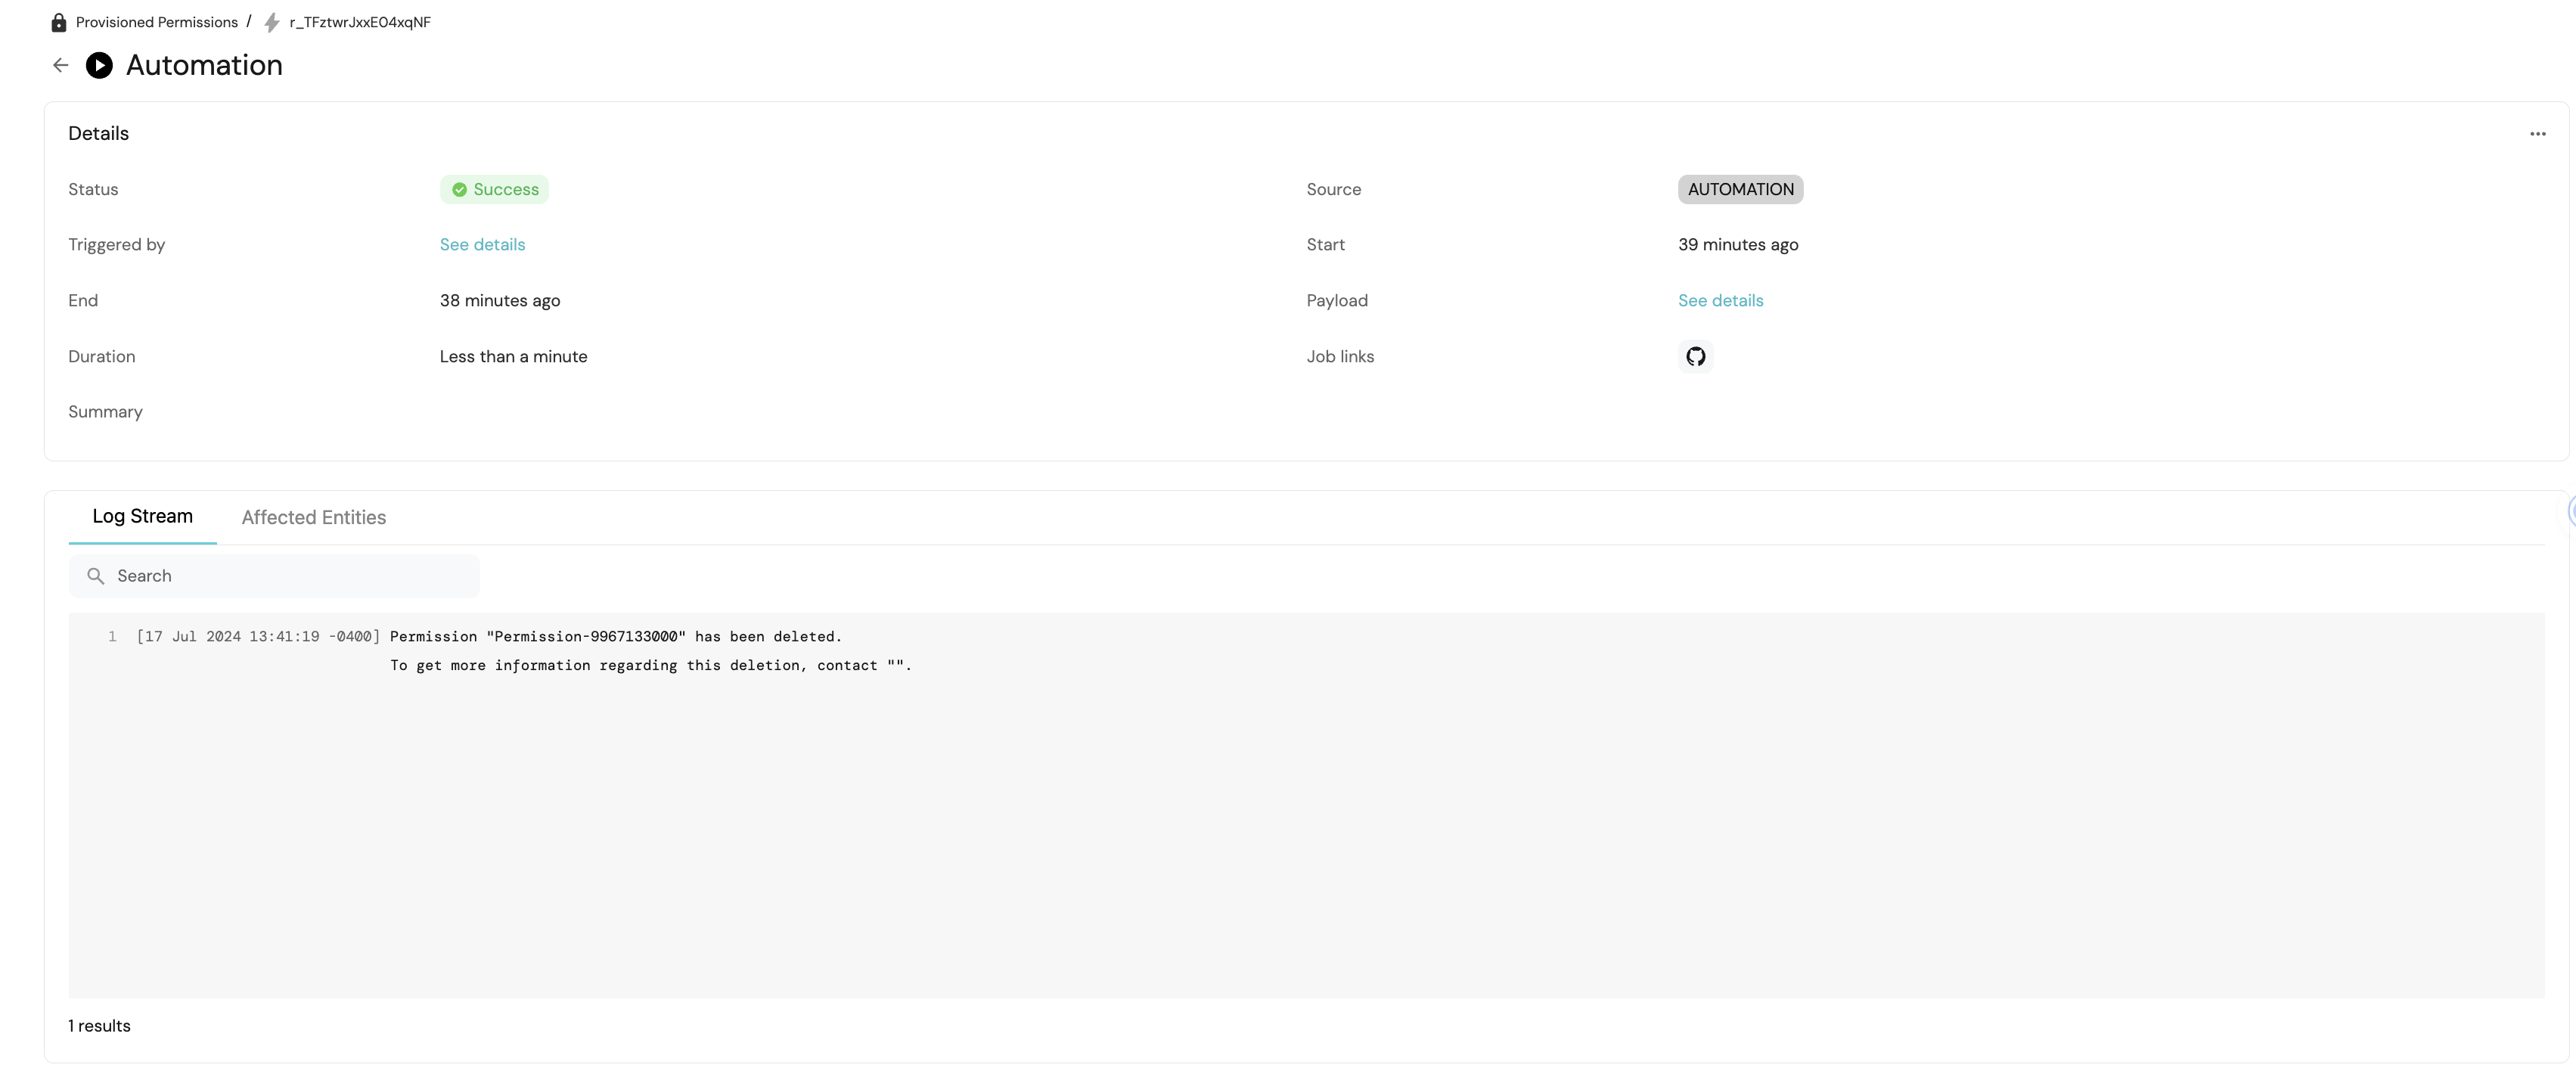 Provisioned Permissions / r_TFztwrJxxE04xqNF
Automation
Details
Status Success Source AUTOMATION
Triggered by See details Start 39 minutes ago
End 38 minutes ago Payload See details
Duration Less than a minute Job links
Summary
Log Stream Affected Entities
Search
1 [17 Jul 2024 13:41:19 -0400] Permission "Permission-9967133000" has been deleted.
To get more information regarding this deletion, contact "".
1 results